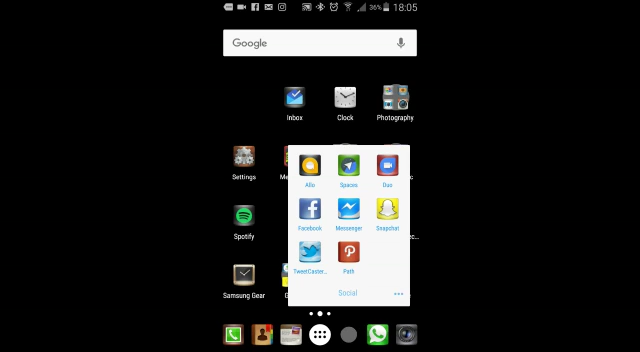 36% 18:05
Google
Inbox Clock Photography
Settings
Allo Spaces Duo
Facebook Messenger Snapchat
Spotify
TweetCaster... Path
Samsung Gear
Social